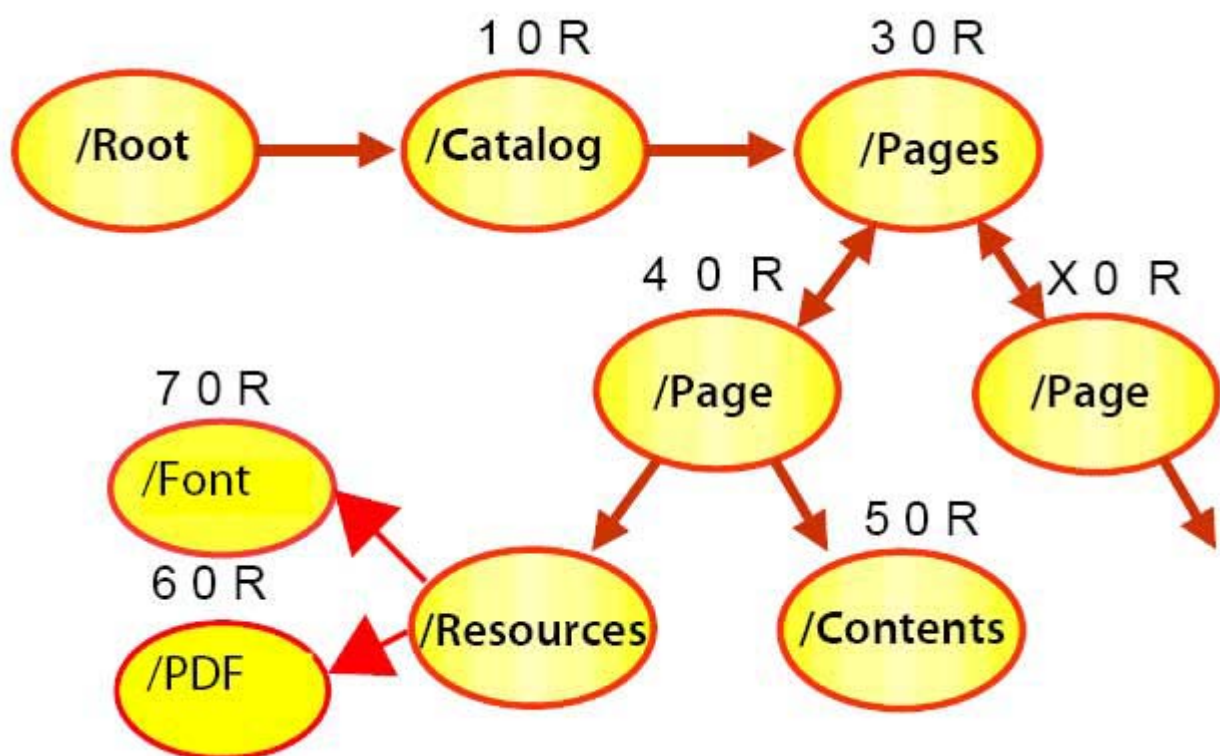 1 0 R
3 0 R
/Root
/Catalog
/Pages
4 0 R
X 0 R
/Page
/Page
7 0 R
/Font
5 0 R
6 0 R
/Resources
/Contents
/PDF